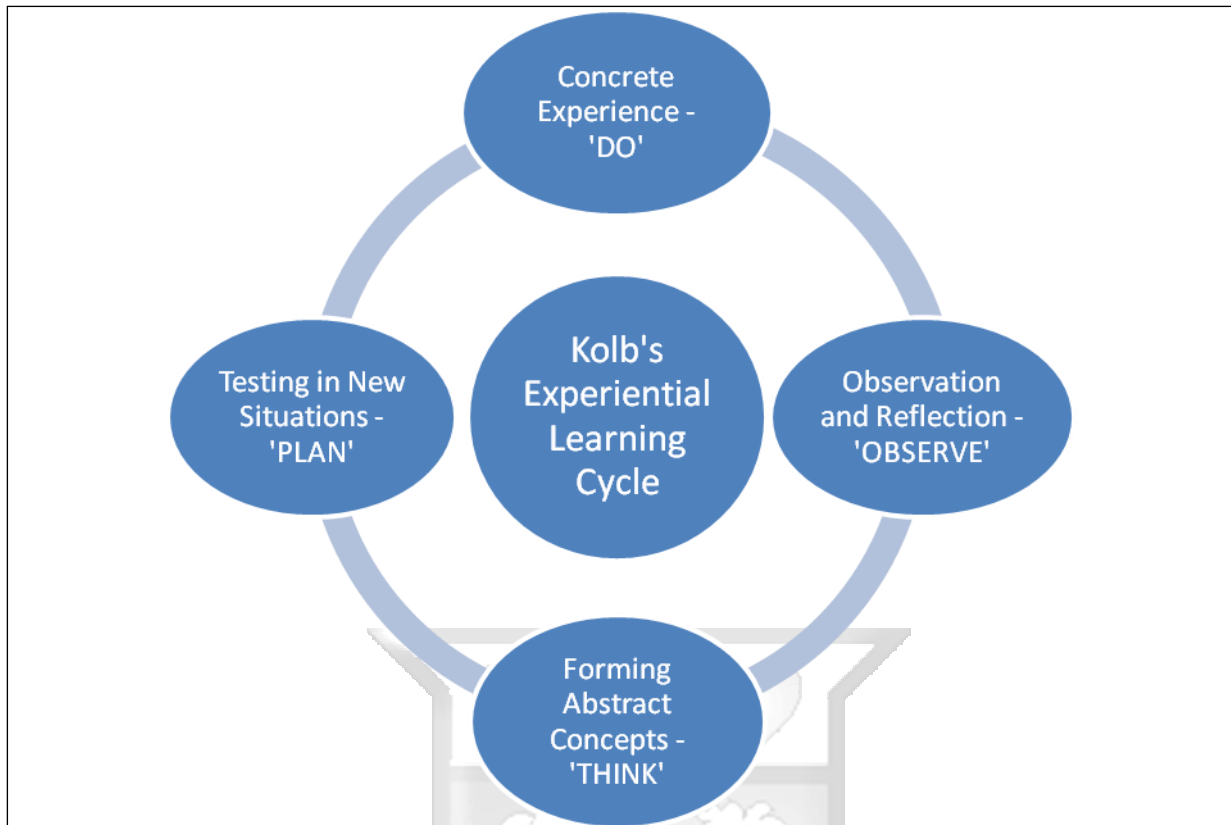 Concrete
Experience -
'DO'
Kolb's
Experiential
Learning
Cycle
Testing in New
Situations -
'PLAN'
Observation
and Reflection -
'OBSERVE'
Forming
Abstract
Concepts -
'THINK'